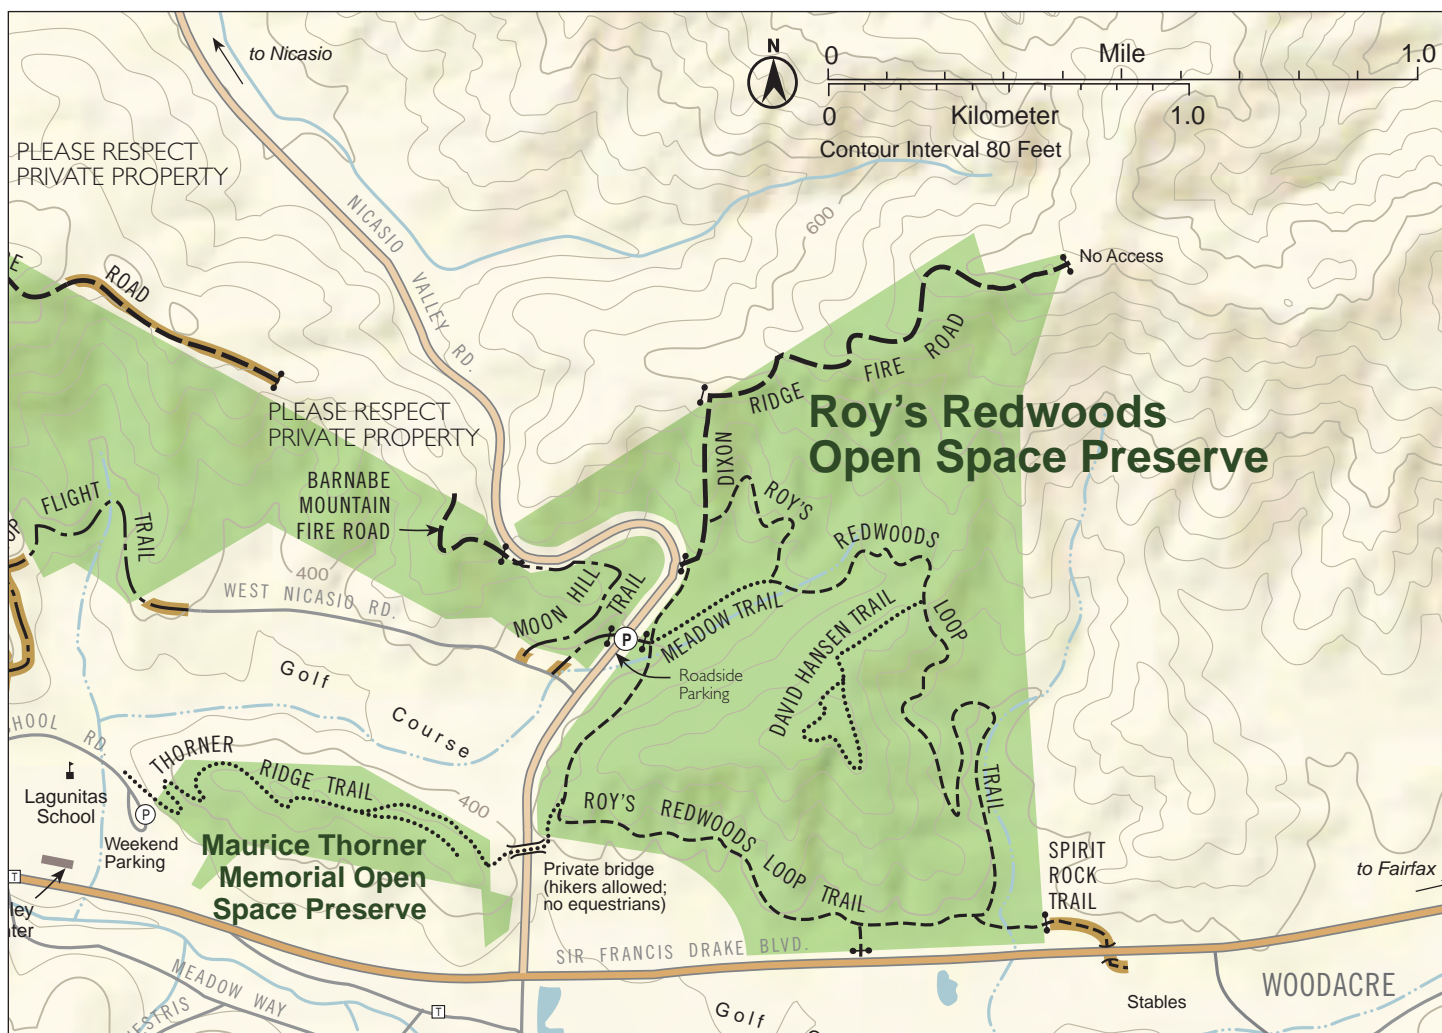 to Nicasio
N
0
Mile
1.0
0
Kilometer
1.0
Contour Interval 80 Feet
PLEASE RESPECT
PRIVATE PROPERTY
NICASIO VALLEY RD.
600
No Access
ROAD
RIDGE FIRE ROAD
DIXON
Roy's Redwoods
Open Space Preserve
PLEASE RESPECT
PRIVATE PROPERTY
BARNABE
MOUNTAIN
FIRE ROAD
FLIGHT
TRAIL
ROY'S
REDWOODS
LOOP
TRAIL
400
WEST NICASIO RD.
MOON HILL
TRAIL
P
MEADOW TRAIL
DAVID HANSEN TRAIL
Roadside
Parking
Golf
Course
HOOL RD.
THORNER
RIDGE TRAIL
400
Lagunitas
School
P
Weekend
Parking
Maurice Thorner
Memorial Open
Space Preserve
ROY'S REDWOODS
LOOP TRAIL
Private bridge
(hikers allowed;
no equestrians)
SPIRIT
ROCK
TRAIL
to Fairfax
T
ley
ter
SIR FRANCIS DRAKE BLVD.
MEADOW WAY
ESTRIS
T
Stables
WOODACRE
Golf